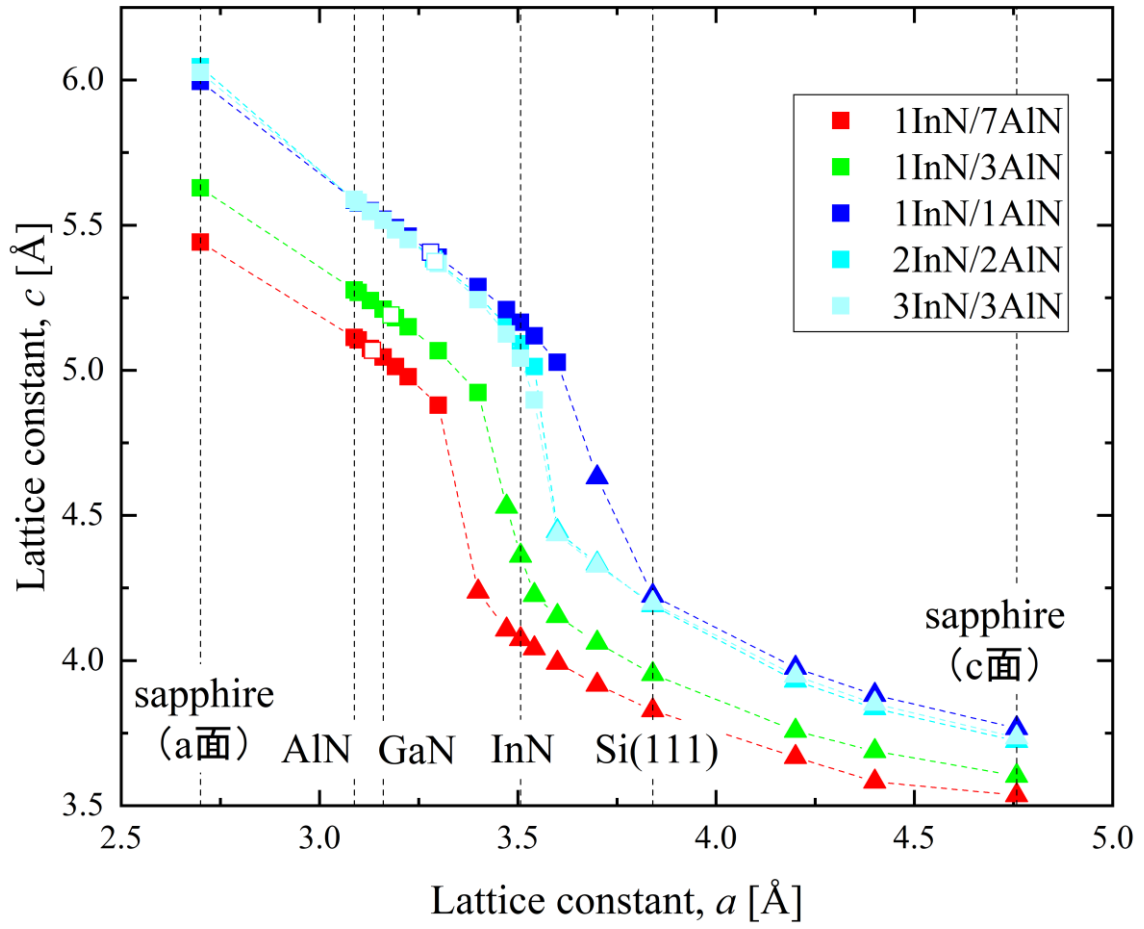 6.0
5.5
5.0
4.5
4.0
3.5
Lattice constant, c [Å]
1InN/7AlN
1InN/3AlN
1InN/1AlN
2InN/2AlN
3InN/3AlN
sapphire
（a面）
AlN
GaN
InN
Si(111)
sapphire
（c面）
2.5
3.0
3.5
4.0
4.5
5.0
Lattice constant, a [Å]